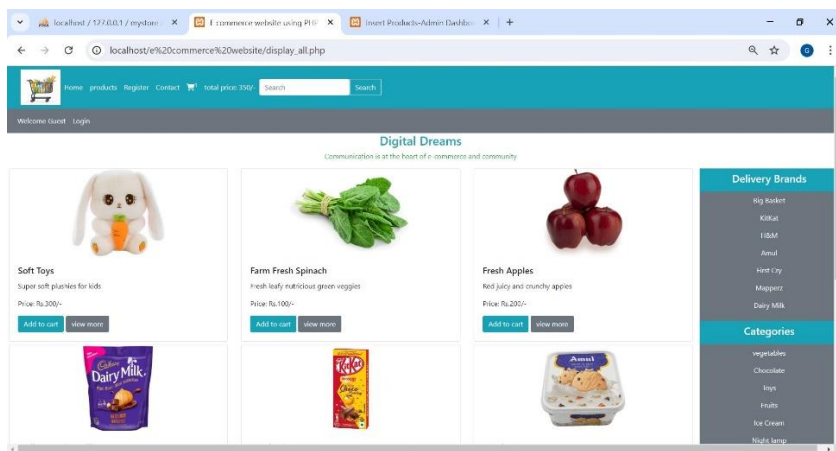 localhost / 127.0.0.1 / mystore
E commerce website using PHP
Insert Products-Admin Dashbo
localhost/e%20commerce%20website/display_all.php
G
Home products Register Contact 1 total price: 350/- Search Search
Welcome Guest Login
Digital Dreams
Communication is at the heart of e-commerce and community
Soft Toys
Super soft plushies for kids
Price: Rs.300/-
Add to cart view more
Farm Fresh Spinach
Fresh leafy nutricious green veggies
Price: Rs.100/-
Add to cart view more
Fresh Apples
Red juicy and crunchy apples
Price: Rs.200/-
Add to cart view more
Cadbury
Dairy Milk
KitKat
Amul
Delivery Brands
Big Basket
KitKat
H&M
Amul
First Cry
Mapperz
Dairy Milk
Categories
vegetables
Chocolate
Toys
Fruits
Ice Cream
Night lamp